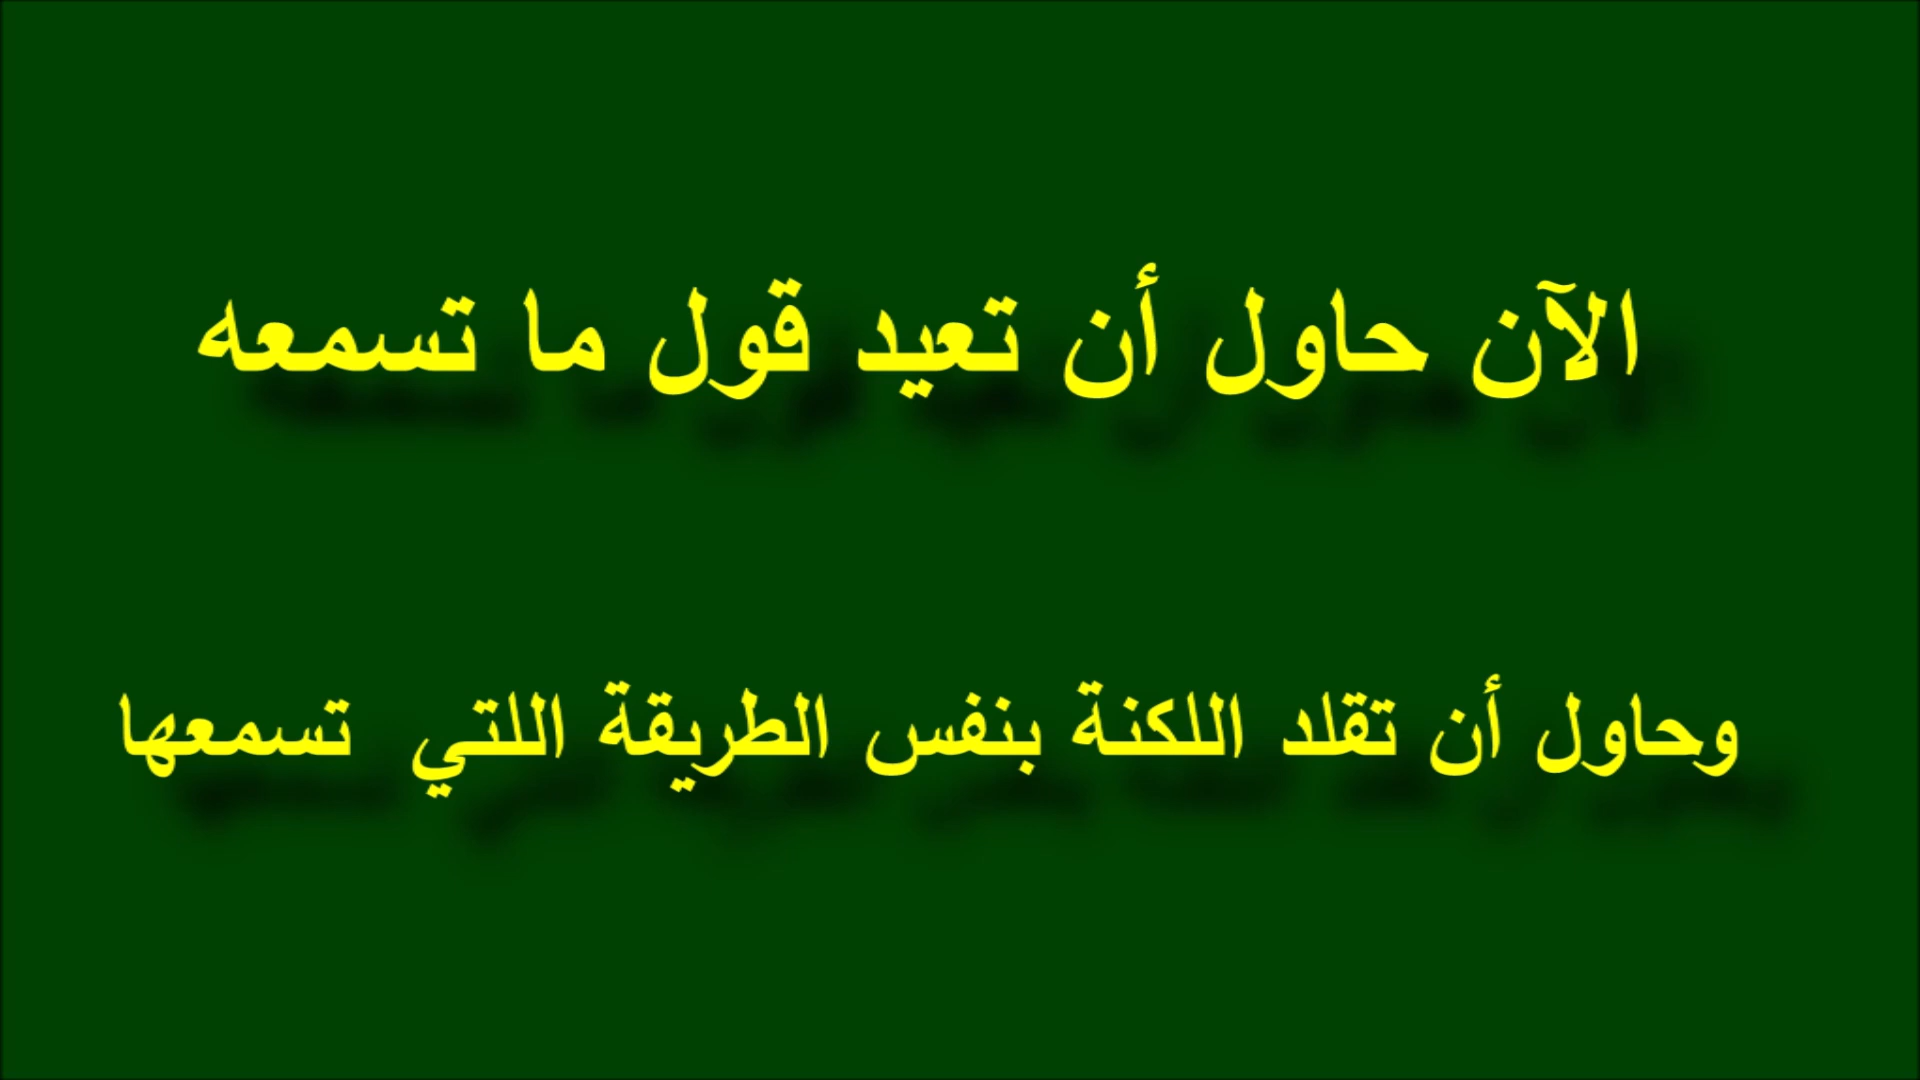 الآن حاول أن تعيد قول ما تسمعه
وحاول أن تقلد اللكنة بنفس الطريقة اللتي تسمعها